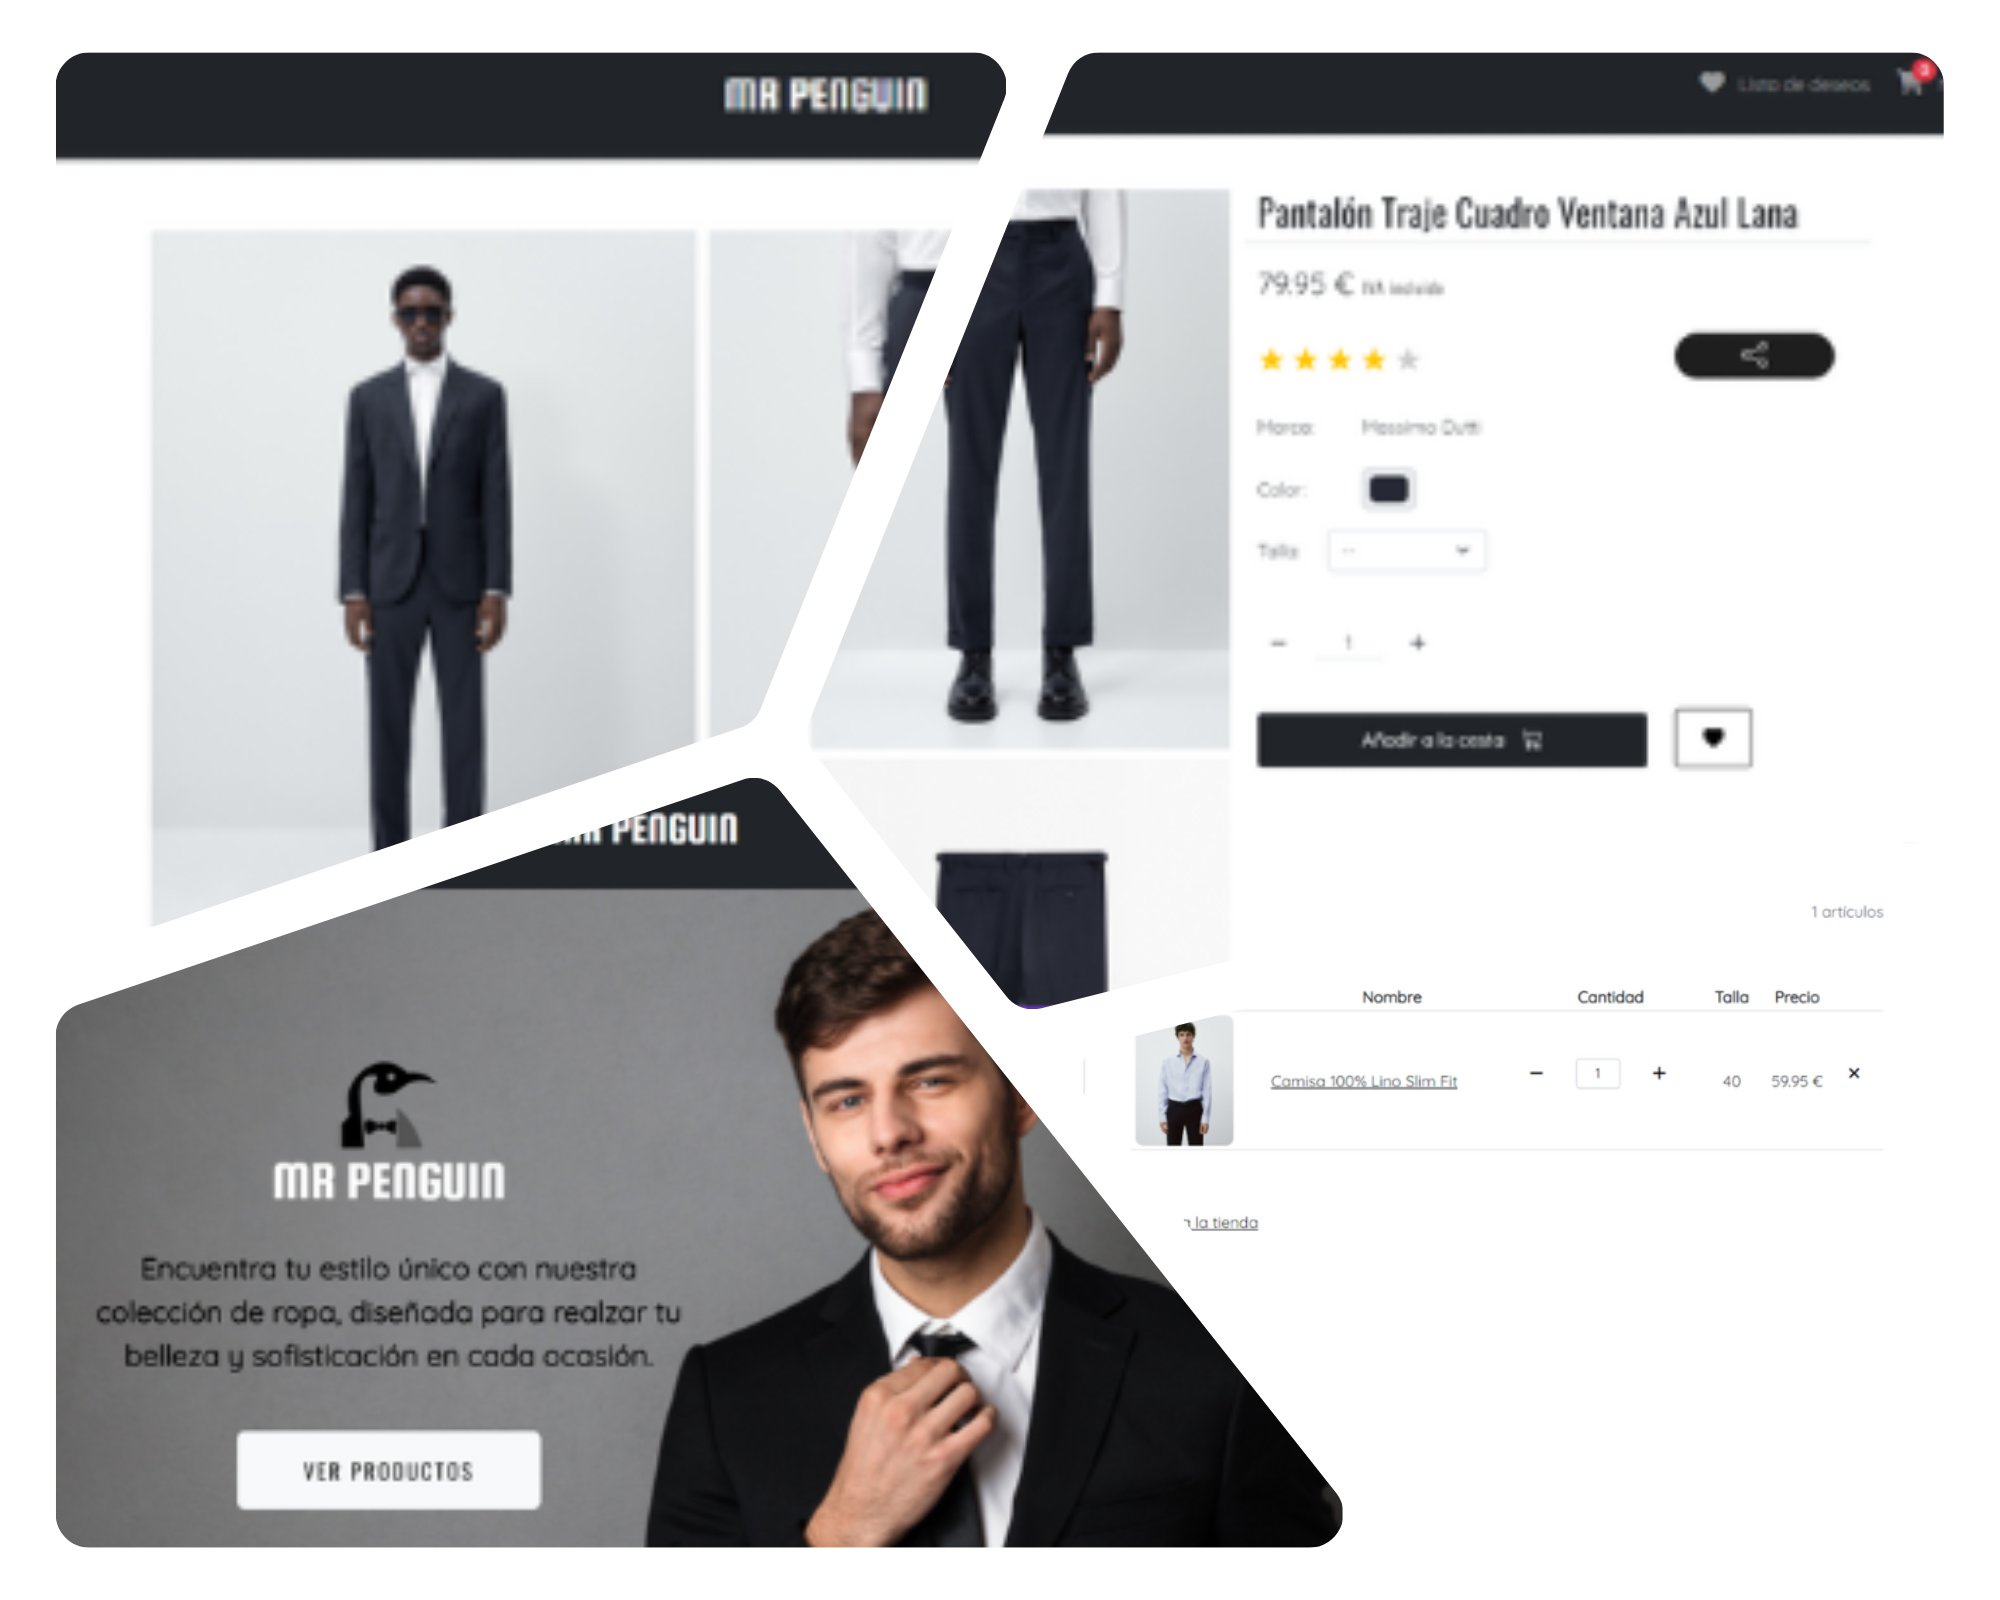 MR PENGUIN
Lista de deseos
3
Pantalón Traje Cuadro Ventana Azul Lana
79.95 € IVA incluido
Marca: Massimo Dutti
Color:
Talla --
− 1 +
Añadir a la cesta
PENGUIN
MR PENGUIN
Encuentra tu estilo único con nuestra
colección de ropa, diseñada para realzar tu
belleza y sofisticación en cada ocasión.
VER PRODUCTOS
1 artículos
Nombre Cantidad Talla Precio
Camisa 100% Lino Slim Fit − 1 + 40 59.95 € ×
la tienda